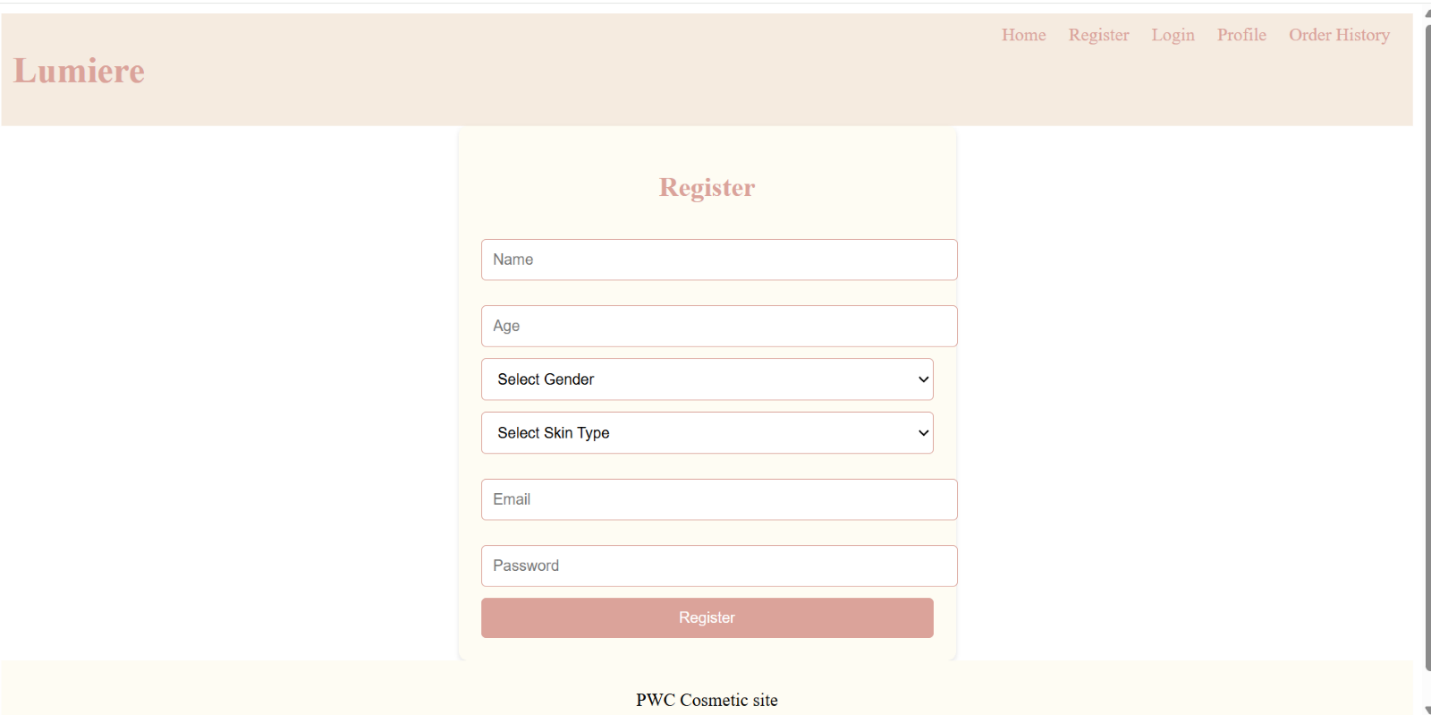 Home Register Login Profile Order History
Lumiere
Register
Name
Age
Select Gender
Select Skin Type
Email
Password
Register
PWC Cosmetic site